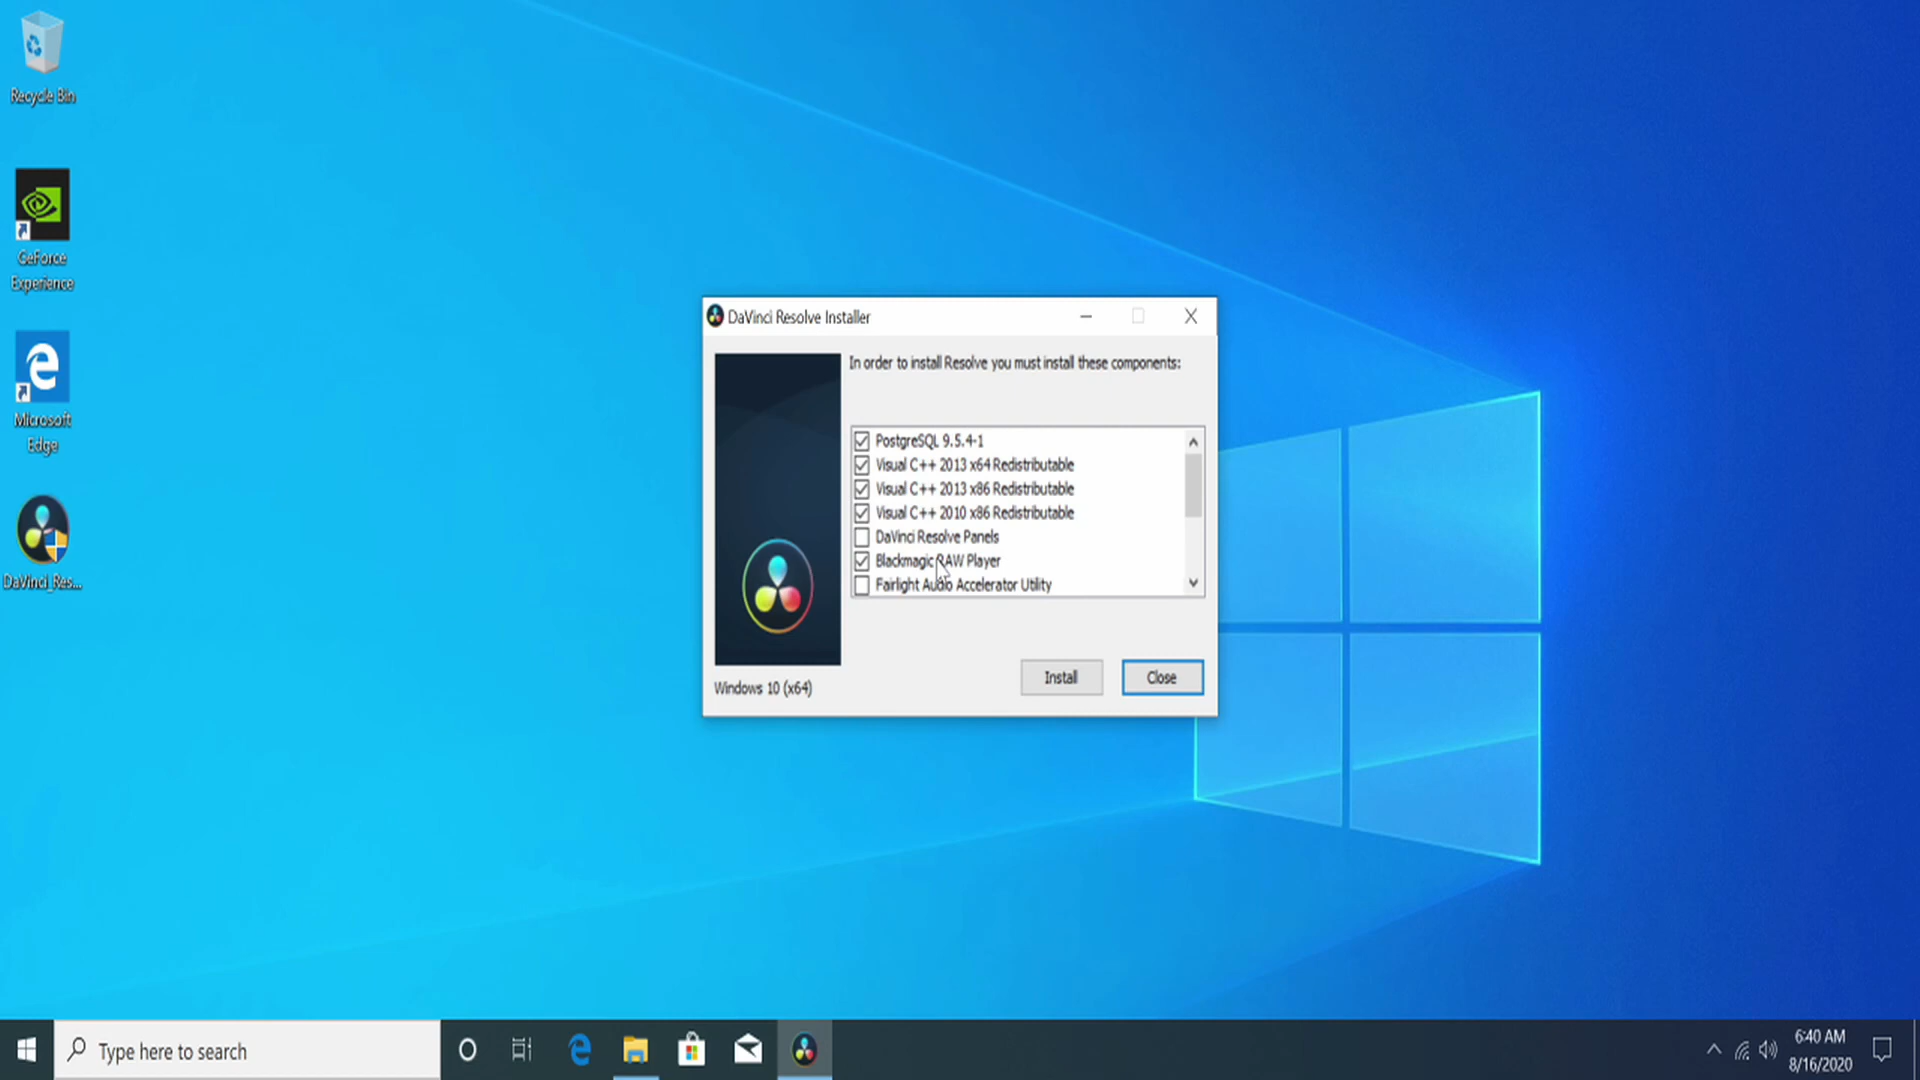 Recycle Bin
GeForce
Experience
Microsoft
Edge
DaVinci_Res...
DaVinci Resolve Installer
In order to install Resolve you must install these components:
PostgreSQL 9.5.4-1
Visual C++ 2013 x64 Redistributable
Visual C++ 2013 x86 Redistributable
Visual C++ 2010 x86 Redistributable
DaVinci Resolve Panels
Blackmagic RAW Player
Fairlight Audio Accelerator Utility
Windows 10 (x64)
Install
Close
Type here to search
6:40 AM
8/16/2020